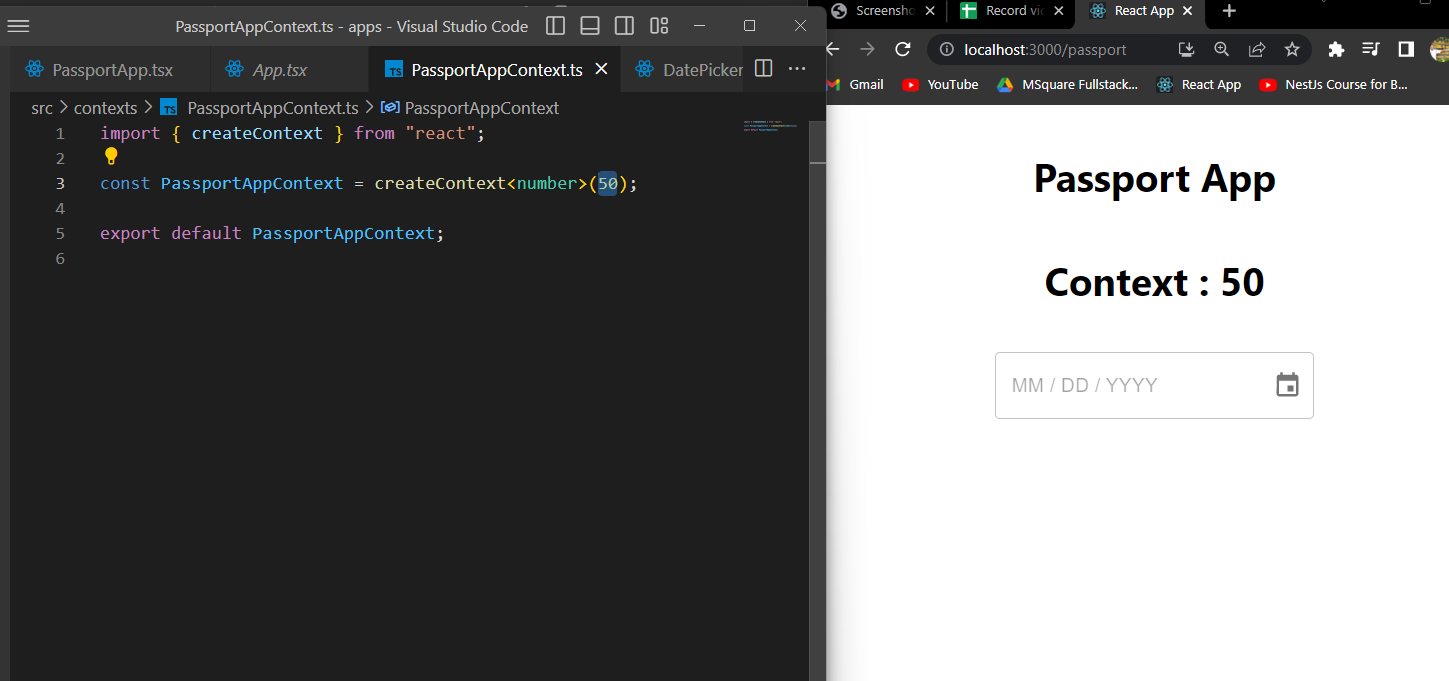 PassportAppContext.ts - apps - Visual Studio Code
PassportApp.tsx App.tsx TS PassportAppContext.ts DatePicker
src > contexts > TS PassportAppContext.ts > PassportAppContext
1 import { createContext } from "react";
2
3 const PassportAppContext = createContext<number>(50);
4
5 export default PassportAppContext;
6
Screensho Record vi React App
localhost:3000/passport
Gmail YouTube MSquare Fullstack... React App NestJs Course for B...
Passport App
Context : 50
MM / DD / YYYY